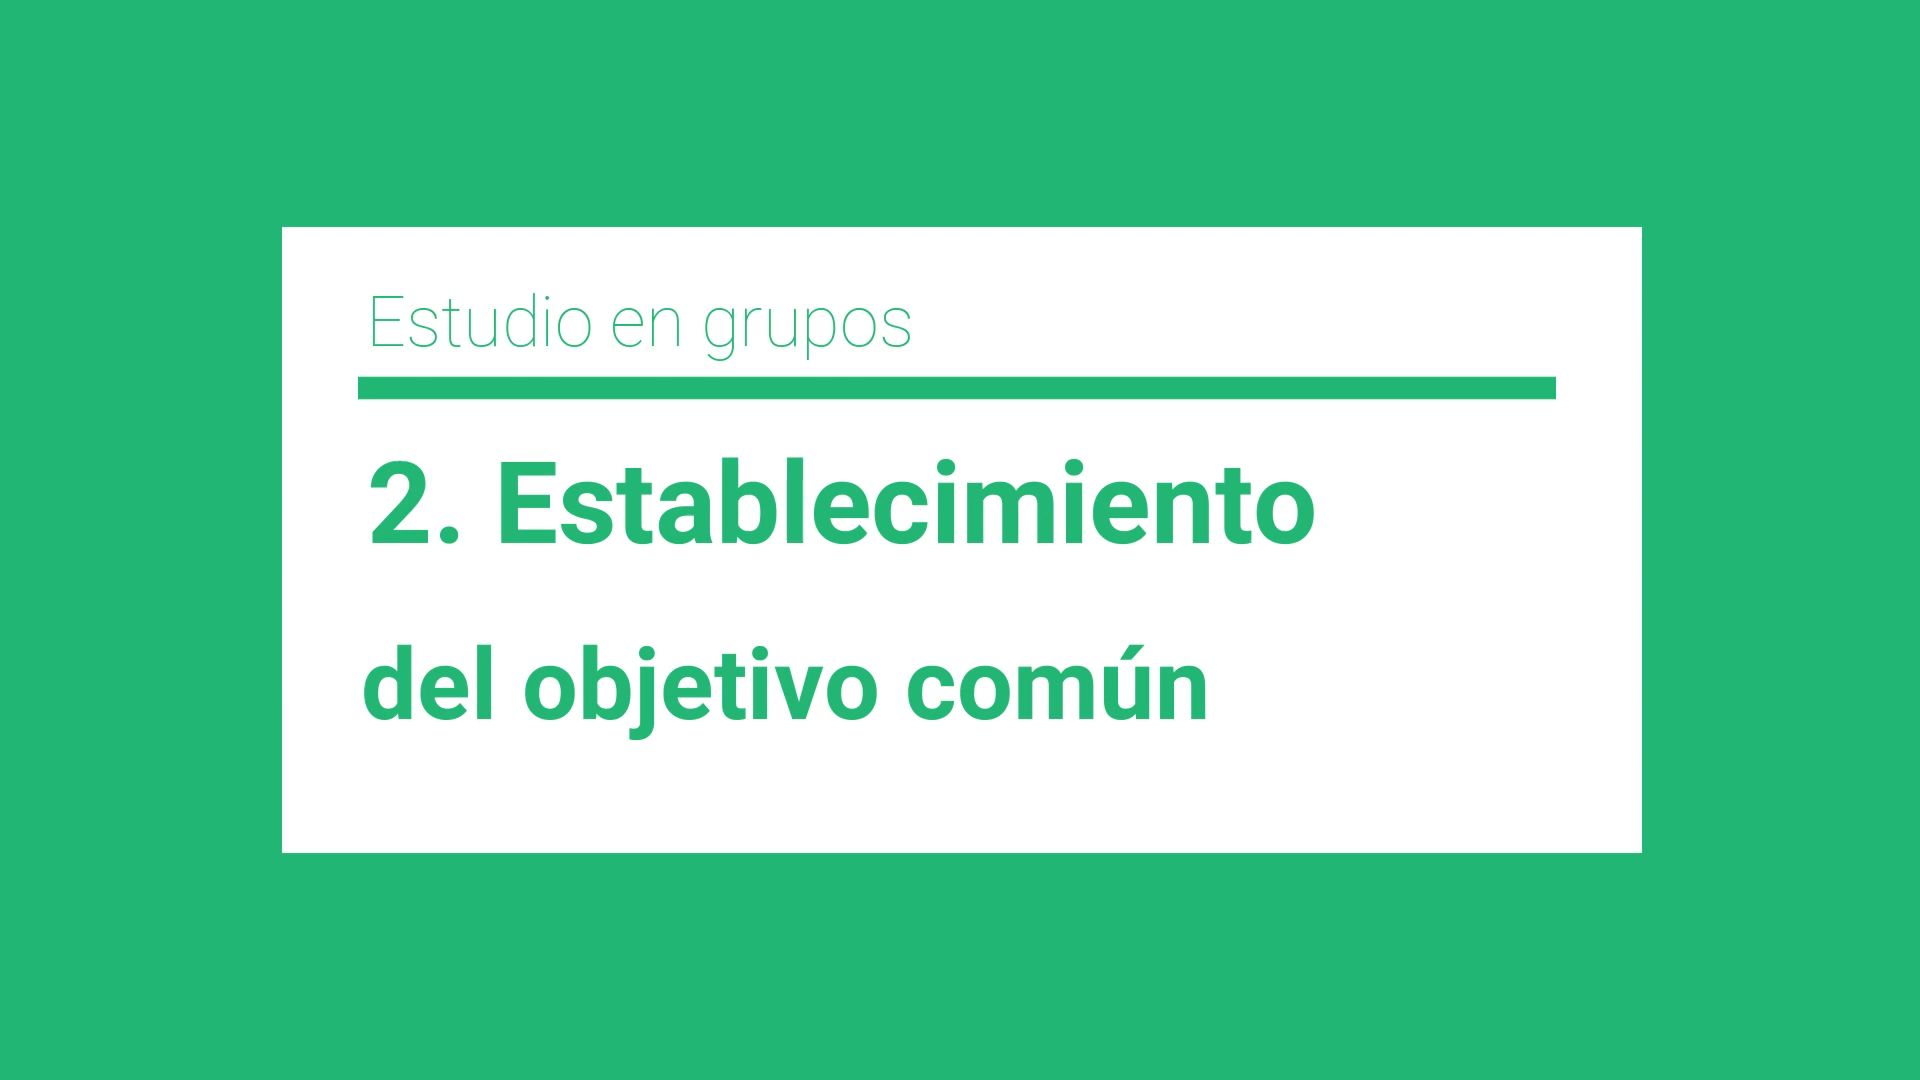 Estudio en grupos
2. Establecimiento
del objetivo común